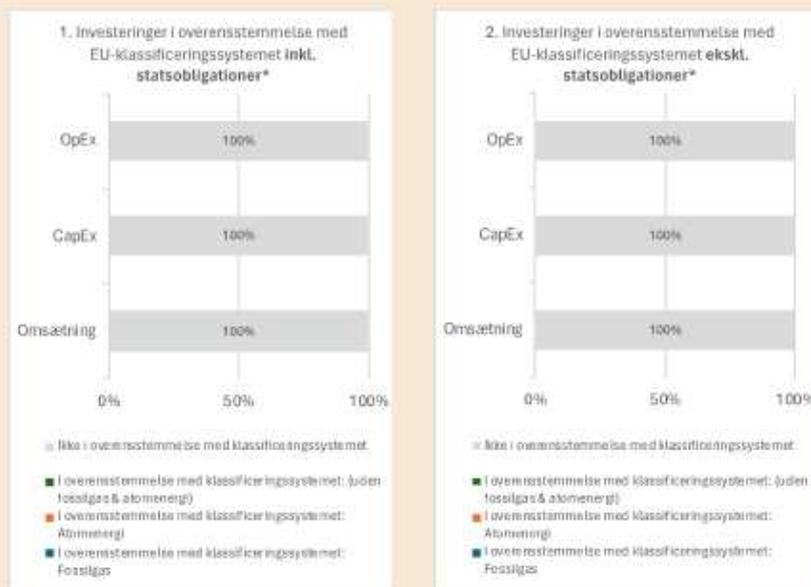 1. Investeringer i overensstemmelse med
EU-klassificeringssystemet inkl.
statsobligationer*
OpEx
100%
CapEx
100%
Omsætning
100%
0%
50%
100%
Ikke i overensstemmelse med klassificeringssystemet
I overensstemmelse med klassificeringssystemet: (uden
fossilgas & atomenergi)
I overensstemmelse med klassificeringssystemet:
Atomenergi
I overensstemmelse med klassificeringssystemet:
Fossilgas
2. Investeringer i overensstemmelse med
EU-klassificeringssystemet ekskl.
statsobligationer*
OpEx
100%
CapEx
100%
Omsætning
100%
0%
50%
100%
Ikke i overensstemmelse med klassificeringssystemet
I overensstemmelse med klassificeringssystemet: (uden
fossilgas & atomenergi)
I overensstemmelse med klassificeringssystemet:
Atomenergi
I overensstemmelse med klassificeringssystemet:
Fossilgas